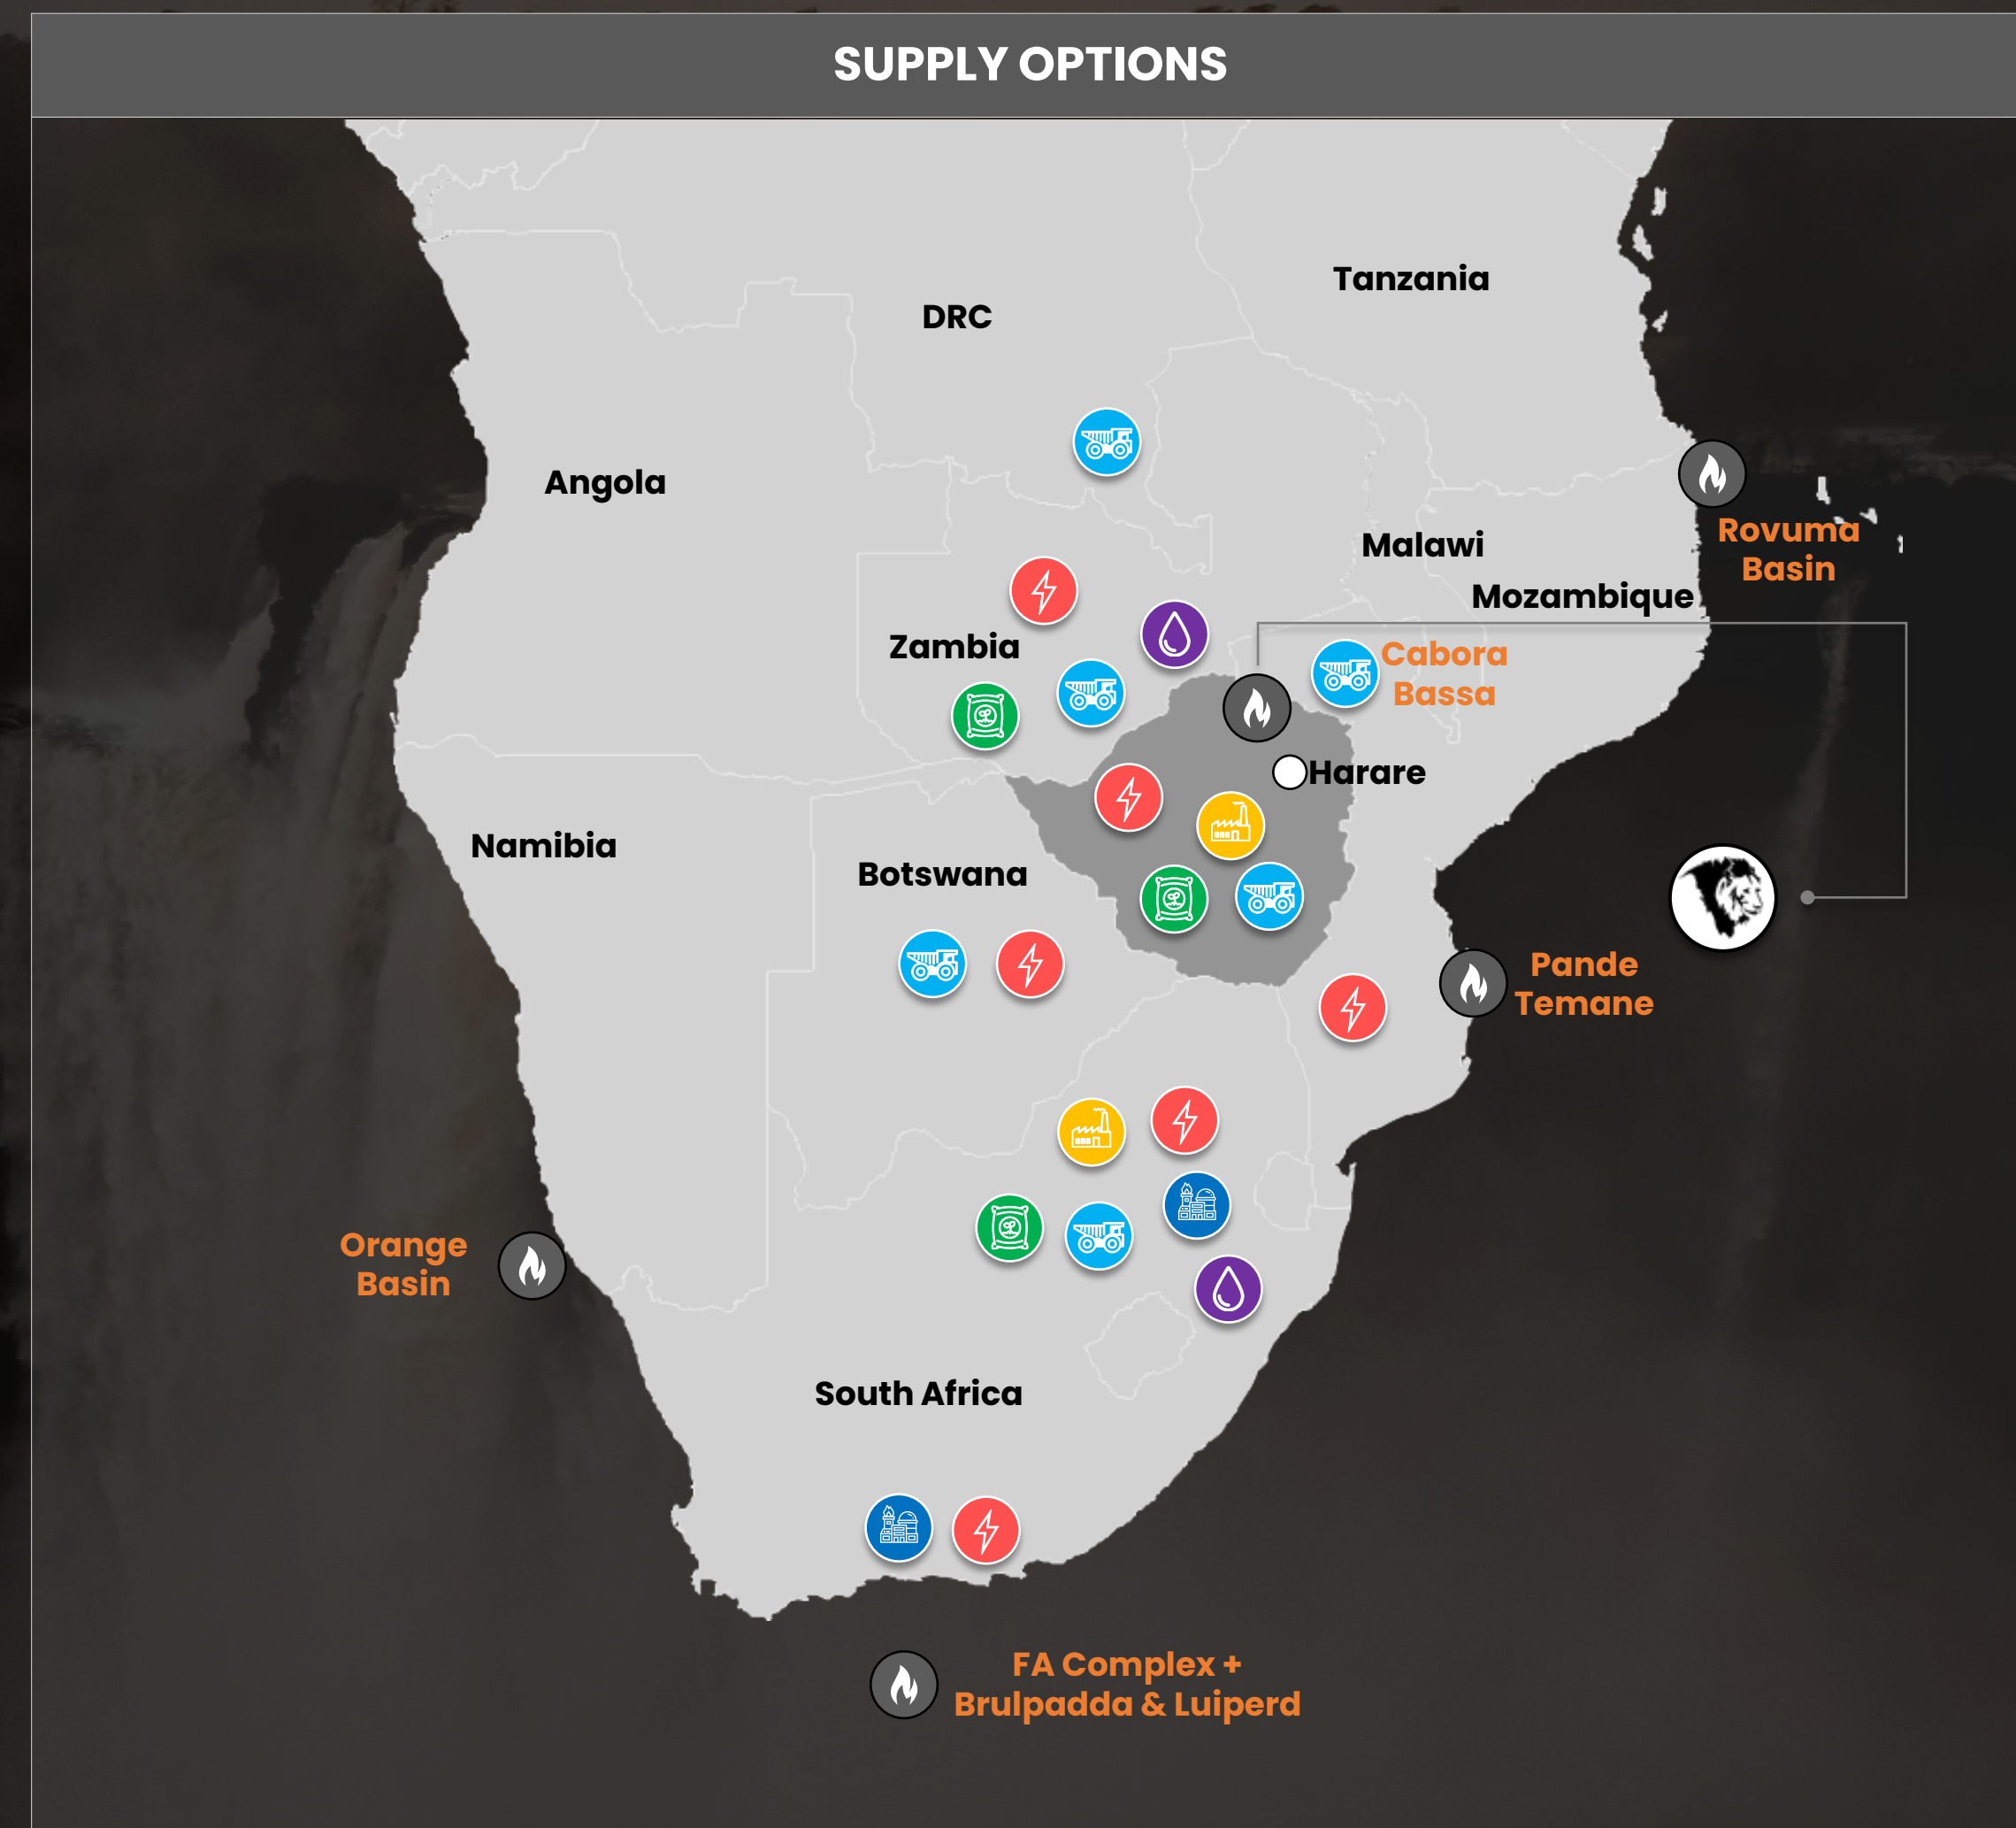 SUPPLY OPTIONS
Tanzania
DRC
Angola
Rovuma
Basin
Malawi
Mozambique
Zambia
Cabora
Bassa
Harare
Namibia
Botswana
Pande
Temane
Orange
Basin
South Africa
FA Complex +
Brulpadda & Luiperd